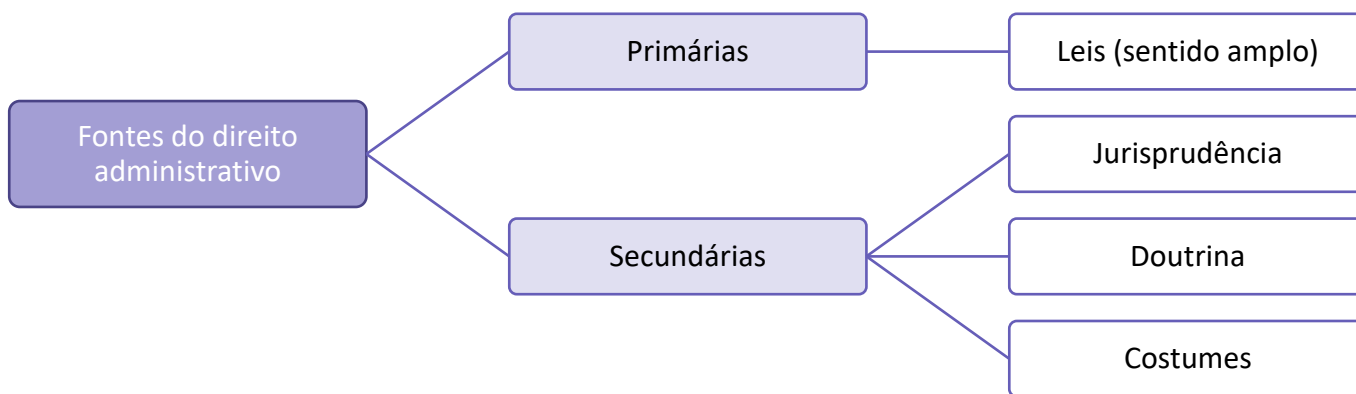 Fontes do direito
administrativo
Primárias
Leis (sentido amplo)
Secundárias
Jurisprudência
Doutrina
Costumes